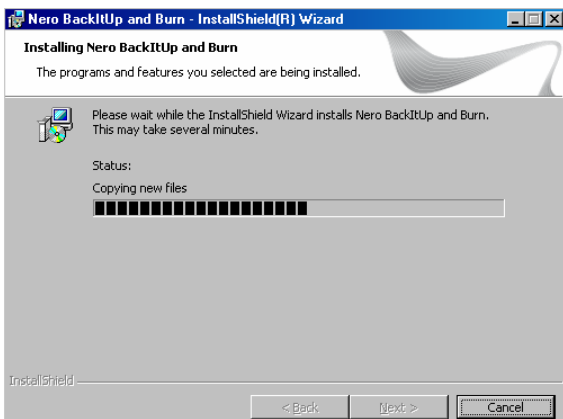 Nero BackItUp and Burn - InstallShield(R) Wizard
Installing Nero BackItUp and Burn
The programs and features you selected are being installed.
Please wait while the InstallShield Wizard installs Nero BackItUp and Burn.
This may take several minutes.
Status:
Copying new files
InstallShield
< Back
Next >
Cancel